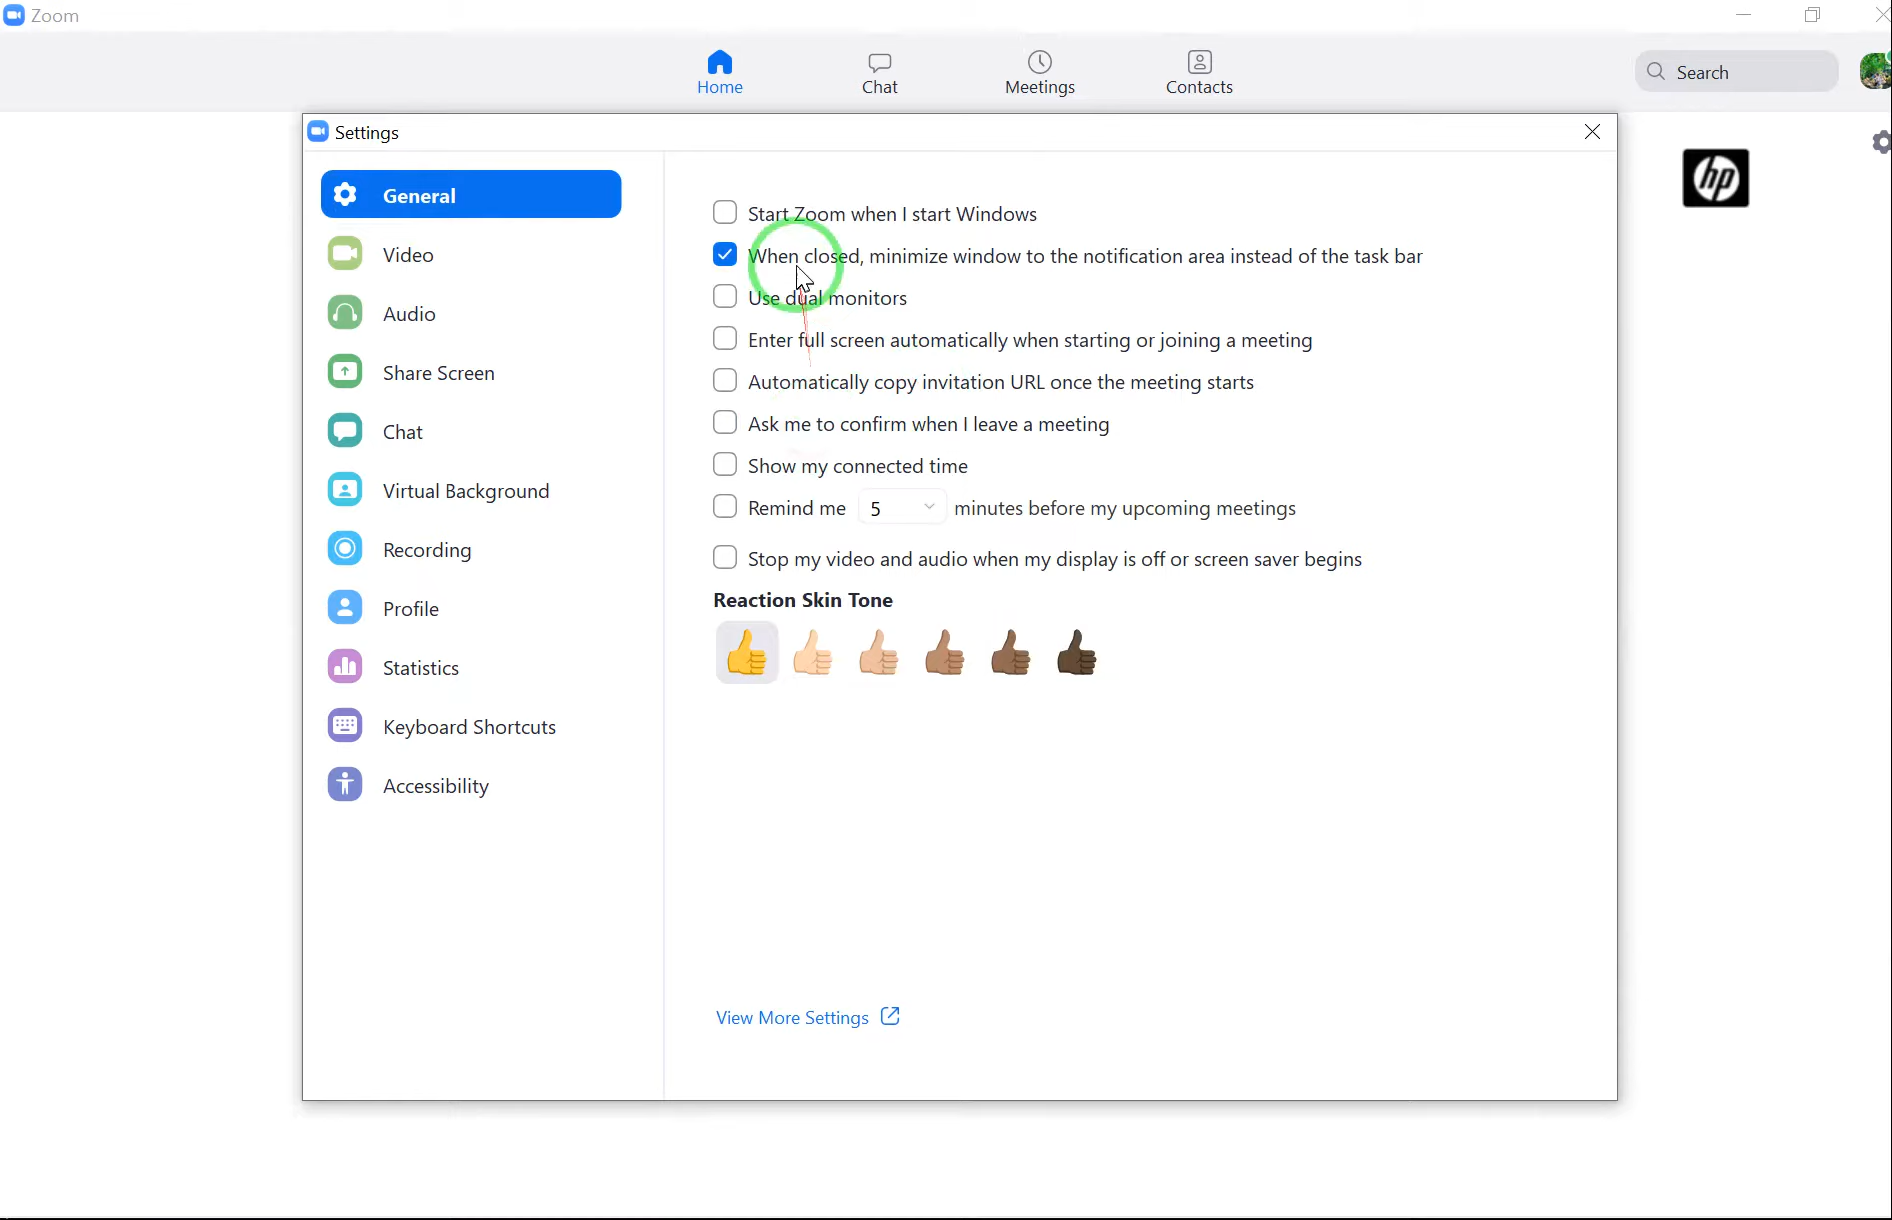 Zoom
Home
Chat
Meetings
Contacts
Search
Settings
hp
General
Video
Audio
Share Screen
Chat
Virtual Background
Recording
Profile
Statistics
Keyboard Shortcuts
Accessibility
Start Zoom when I start Windows
When closed, minimize window to the notification area instead of the task bar
Use dual monitors
Enter full screen automatically when starting or joining a meeting
Automatically copy invitation URL once the meeting starts
Ask me to confirm when I leave a meeting
Show my connected time
Remind me 5 minutes before my upcoming meetings
Stop my video and audio when my display is off or screen saver begins
Reaction Skin Tone
View More Settings